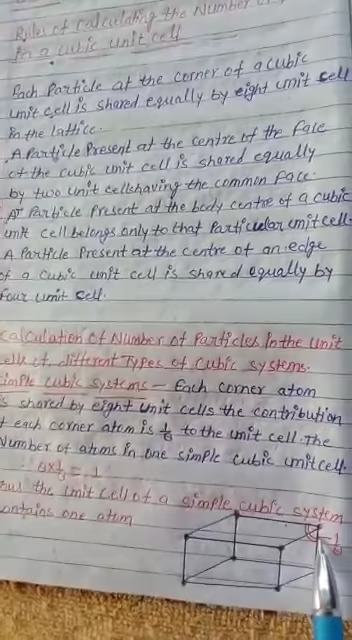 Rules of Calculating the Number of
in a cubic unit cell
Each Particle at the corner of a cubic
unit cell is shared equally by eight unit cell
in the lattice.
A Particle Present at the centre of the face
of the cubic unit cell is shared equally
by two unit cellshaving the common face.
A Particle Present at the body centre of a cubic
unit cell belongs only to that Particular unit cell.
A Particle Present at the centre of an edge
of a cubic unit cell is shared equally by
four unit cell.
Calculation of Number of Particles in the unit
cells of different Types of cubic systems.
simple cubic systems - Each corner atom
is shared by eight unit cells the contribution
of each corner atom is 1/8 to the unit cell. The
Number of atoms in one simple cubic unit cell.
8 x 1/8 = 1
the unit cell of a simple cubic system
contains one atom
1/8